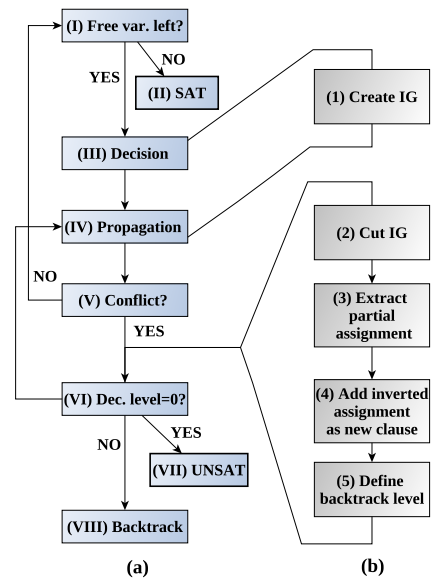 (I) Free var. left?
NO
YES
(II) SAT
(III) Decision
(IV) Propagation
NO
(V) Conflict?
YES
(VI) Dec. level=0?
NO
YES
(VII) UNSAT
(VIII) Backtrack
(a)
(1) Create IG
(2) Cut IG
(3) Extract
partial
assignment
(4) Add inverted
assignment
as new clause
(5) Define
backtrack level
(b)